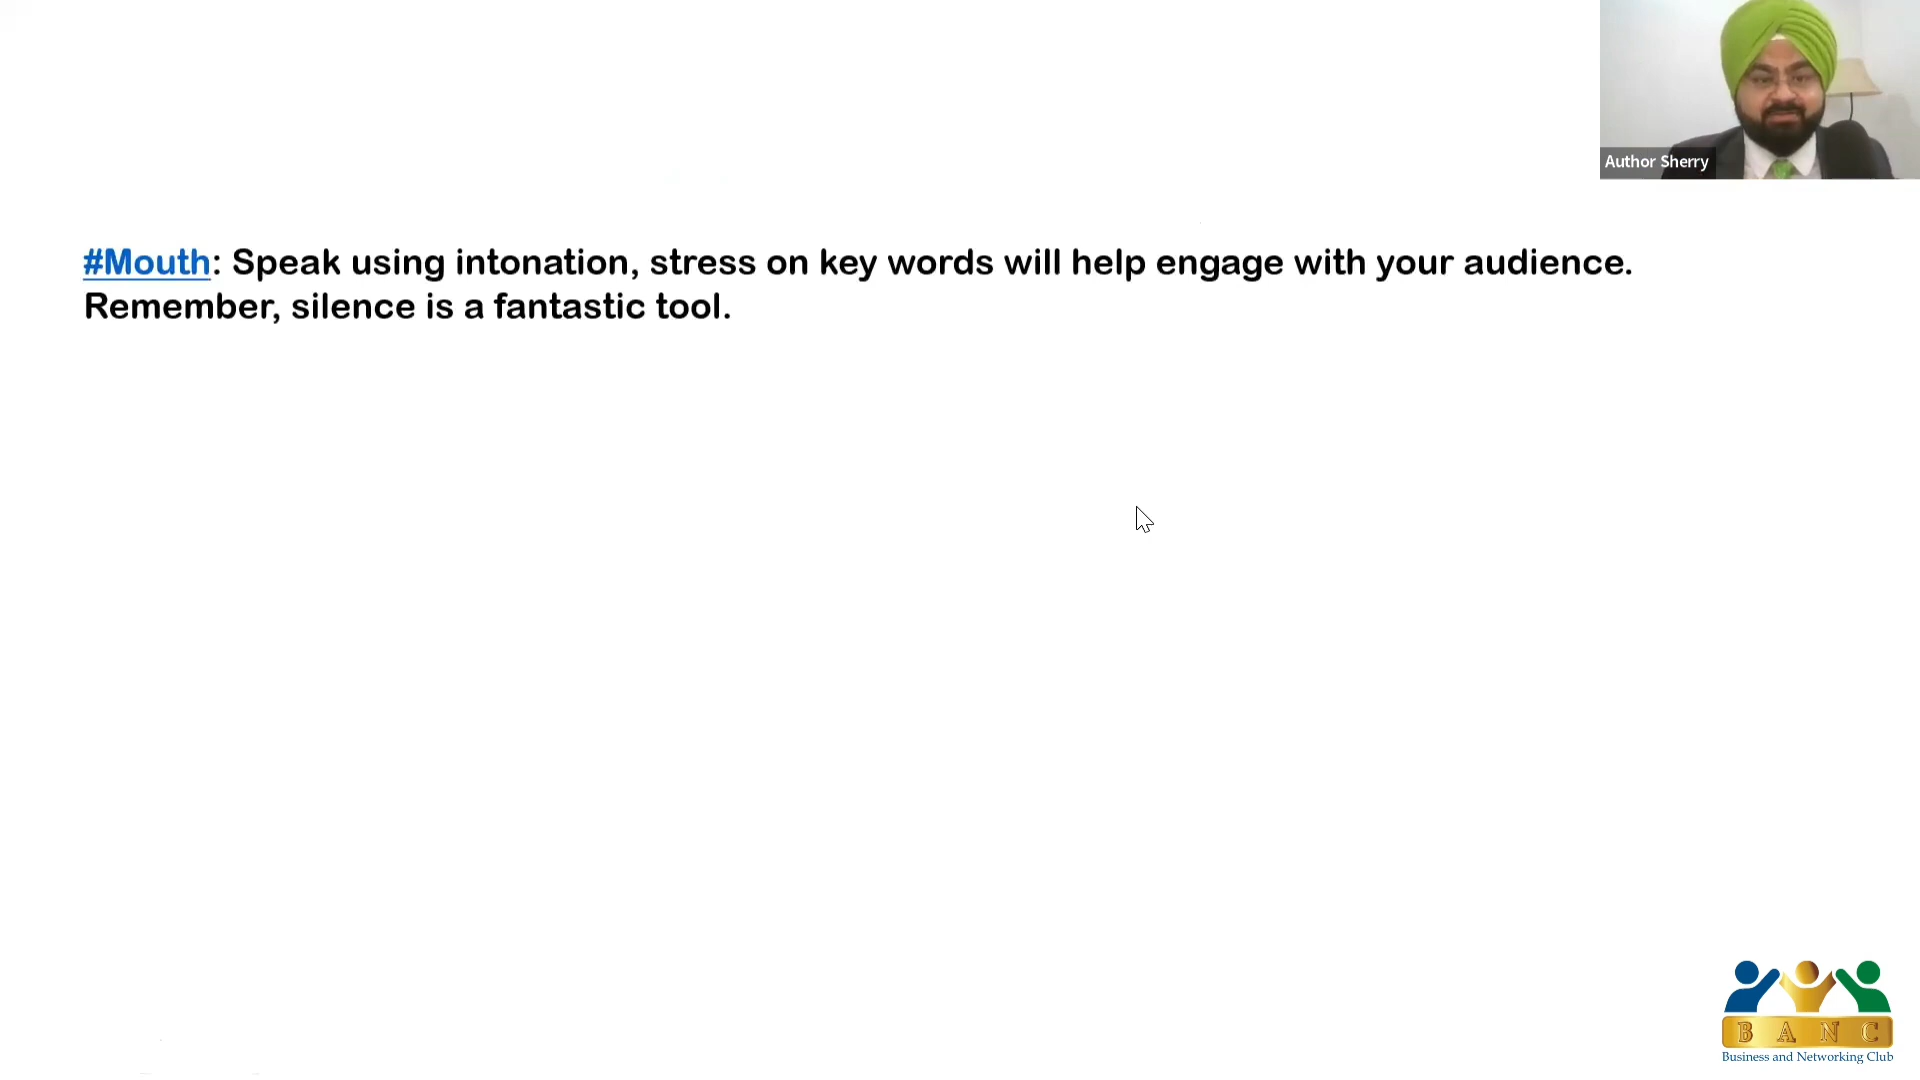 Author Sherry
#Mouth: Speak using intonation, stress on key words will help engage with your audience.
Remember, silence is a fantastic tool.
B A N C
Business and Networking Club